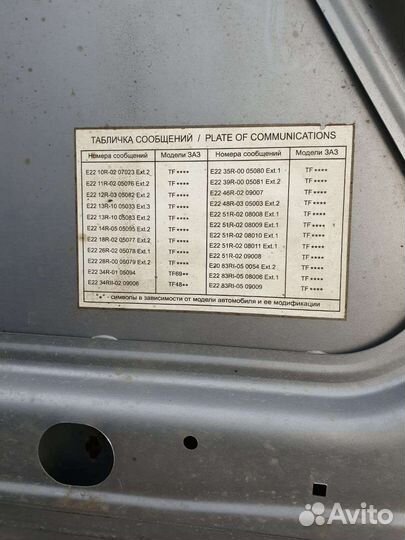 ТАБЛИЧКА СООБЩЕНИЙ / PLATE OF COMMUNICATIONS
Номера сообщений Модели ЗАЗ Номера сообщений Модели ЗАЗ
E22 10R-02 07023 Ext.2 TF **** E22 35R-00 05080 Ext.1 TF ****
E22 11R-02 05076 Ext.2 TF **** E22 39R-00 05081 Ext.2 TF ****
E22 12R-03 05082 Ext.2 TF **** E22 46R-02 09007 TF ****
E22 13R-10 05033 Ext.3 TF **** E22 48R-03 05003 Ext.2 TF ****
E22 13R-10 05083 Ext.2 TF **** E22 51R-02 08008 Ext.1 TF ****
E22 14R-05 05095 Ext.2 TF **** E22 51R-02 08009 Ext.1 TF ****
E22 18R-02 05077 Ext.2 TF **** E22 51R-02 08010 Ext.1 TF ****
E22 26R-02 05078 Ext.1 TF **** E22 51R-02 08011 Ext.1 TF ****
E22 28R-00 05079 Ext.2 TF **** E22 51R-02 09008 TF ****
E22 34R-01 05094 TF69** E20 83RI-05 0054 Ext.2 TF ****
E22 34RII-02 09006 TF48** E22 83RI-05 08006 Ext.1 TF ****
E22 83RI-05 09009 TF ****
"*" - символы в зависимости от модели автомобиля и ее модификации
Avito